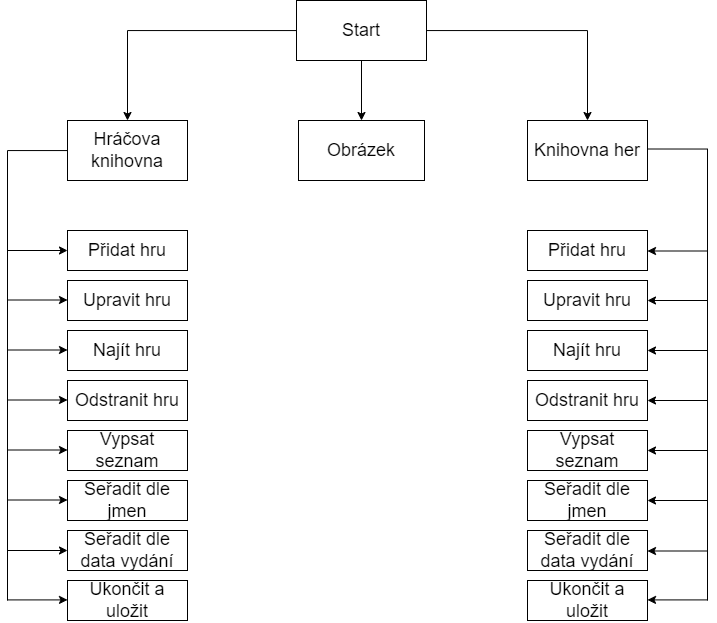 Start
Hráčova
knihovna
Obrázek
Knihovna her
Přidat hru
Upravit hru
Najít hru
Odstranit hru
Vypsat
seznam
Seřadit dle
jmen
Seřadit dle
data vydání
Ukončit a
uložit
Přidat hru
Upravit hru
Najít hru
Odstranit hru
Vypsat
seznam
Seřadit dle
jmen
Seřadit dle
data vydání
Ukončit a
uložit